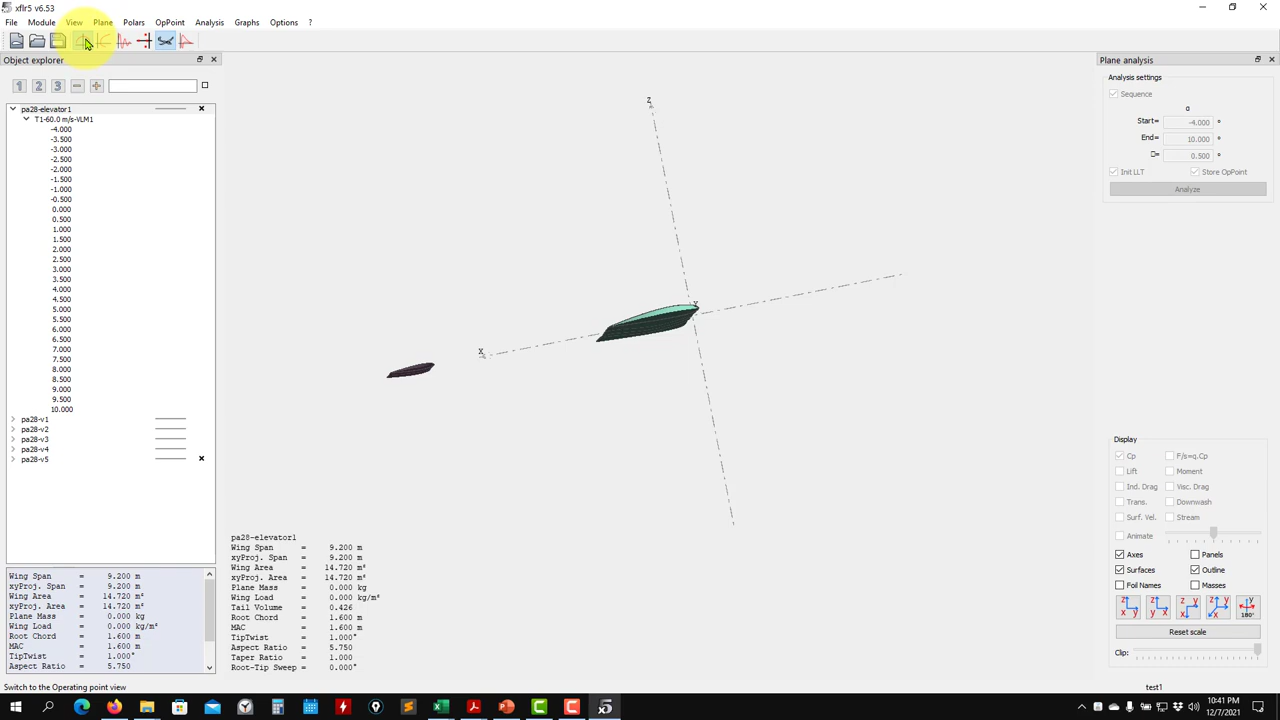 xflr5 v6.53
File Module View Plane Polars OpPoint Analysis Graphs Options ?
Object explorer
1 2 3
pa28-elevator1
T1-60.0 m/s-VLM1
-4.000
-3.500
-3.000
-2.500
-2.000
-1.500
-1.000
-0.500
0.000
0.500
1.000
1.500
2.000
2.500
3.000
3.500
4.000
4.500
5.000
5.500
6.000
6.500
7.000
7.500
8.000
8.500
9.000
9.500
10.000
pa28-v1
pa28-v2
pa28-v3
pa28-v4
pa28-v5
Wing Span = 9.200 m
xyProj. Span = 9.200 m
Wing Area = 14.720 m²
xyProj. Area = 14.720 m²
Plane Mass = 0.000 kg
Wing Load = 0.000 kg/m²
Root Chord = 1.600 m
MAC = 1.600 m
TipTwist = 1.000°
Aspect Ratio = 5.750
Switch to the Operating point view
Z
Y
X
pa28-elevator1
Wing Span = 9.200 m
xyProj. Span = 9.200 m
Wing Area = 14.720 m²
xyProj. Area = 14.720 m²
Plane Mass = 0.000 kg
Wing Load = 0.000 kg/m²
Tail Volume = 0.426
Root Chord = 1.600 m
MAC = 1.600 m
TipTwist = 1.000°
Aspect Ratio = 5.750
Taper Ratio = 1.000
Root-Tip Sweep = 0.000°
Plane analysis
Analysis settings
Sequence
α
Start= -4.000 °
End= 10.000 °
□= 0.500 °
Init LLT Store OpPoint
Analyze
Display
Cp F/s=q.Cp
Lift Moment
Ind. Drag Visc. Drag
Trans. Downwash
Surf. Vel. Stream
Animate
Axes Panels
Surfaces Outline
Foil Names Masses
Reset scale
Clip:
test1
10:41 PM
12/7/2021